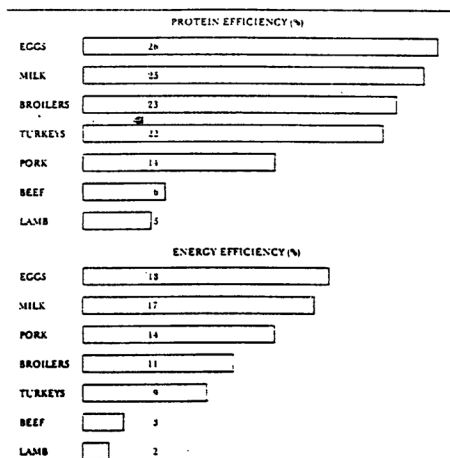 PROTEIN EFFICIENCY (%)
EGGS 26
MILK 25
BROILERS 23
TURKEYS 22
PORK 14
BEEF 6
LAMB 5
ENERGY EFFICIENCY (%)
EGGS 18
MILK 17
PORK 14
BROILERS 11
TURKEYS 9
BEEF 3
LAMB 2